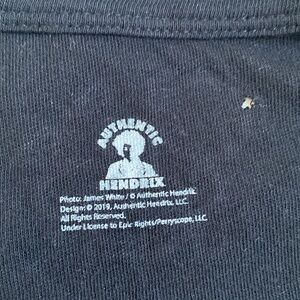 AUTHENTIC
HENDRIX
Photo: James White / © Authentic Hendrix.
Design: © 2019, Authentic Hendrix, LLC.
All Rights Reserved.
Under License to Epic Rights/Perryscope, LLC.